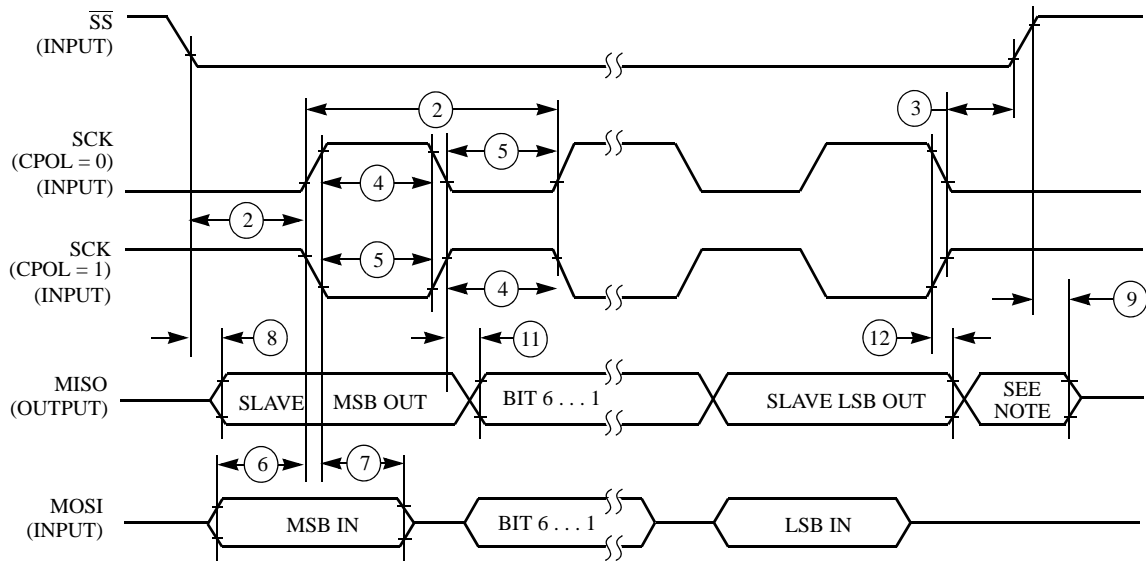 S̅S̅
(INPUT)
3
2
SCK
(CPOL = 0)
(INPUT)
5
4
2
SCK
(CPOL = 1)
(INPUT)
5
4
9
8
11
12
MISO
(OUTPUT)
SLAVE MSB OUT
BIT 6 . . . 1
SLAVE LSB OUT
SEE
NOTE
6
7
MOSI
(INPUT)
MSB IN
BIT 6 . . . 1
LSB IN